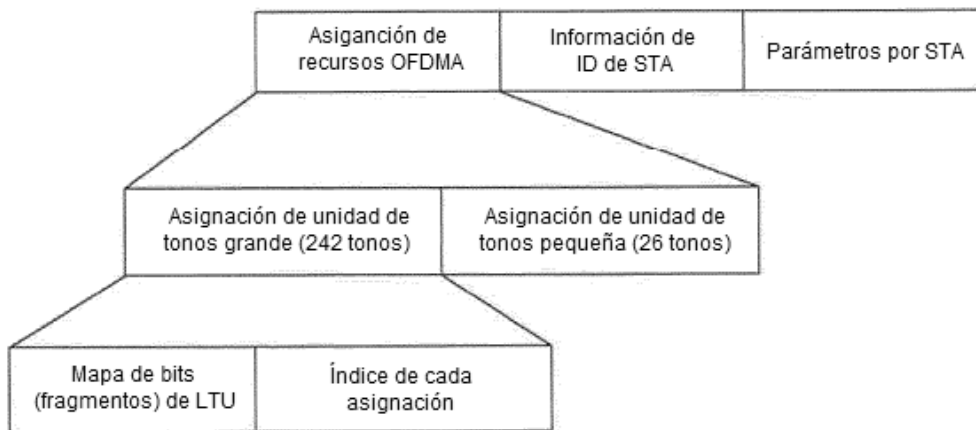 Asigancіón de
recursos OFDMA
Información de
ID de STA
Parámetros por STA
Asignación de unidad de
tonos grande (242 tonos)
Asignación de unidad de
tonos pequeña (26 tonos)
Mapa de bits
(fragmentos) de LTU
Índice de cada
asignación